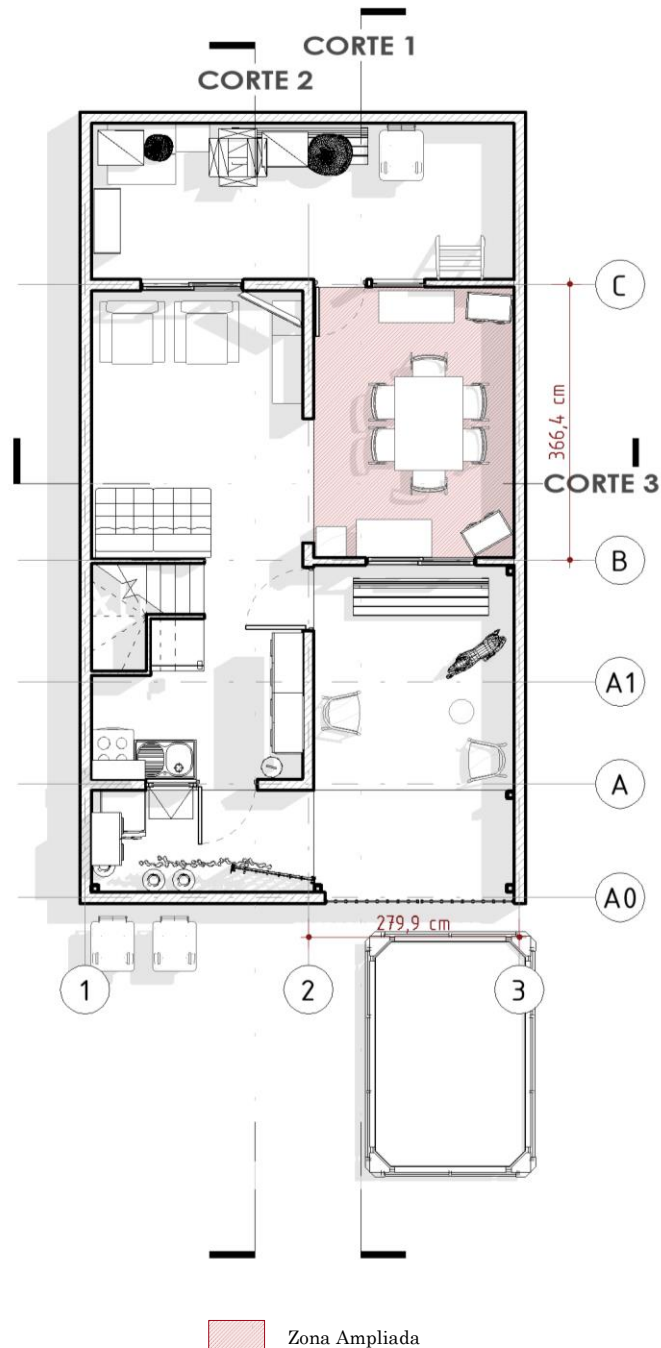 CORTE 1
CORTE 2
C
366,4 cm
CORTE 3
B
A1
A
A0
279,9 cm
1
2
3
Zona Ampliada